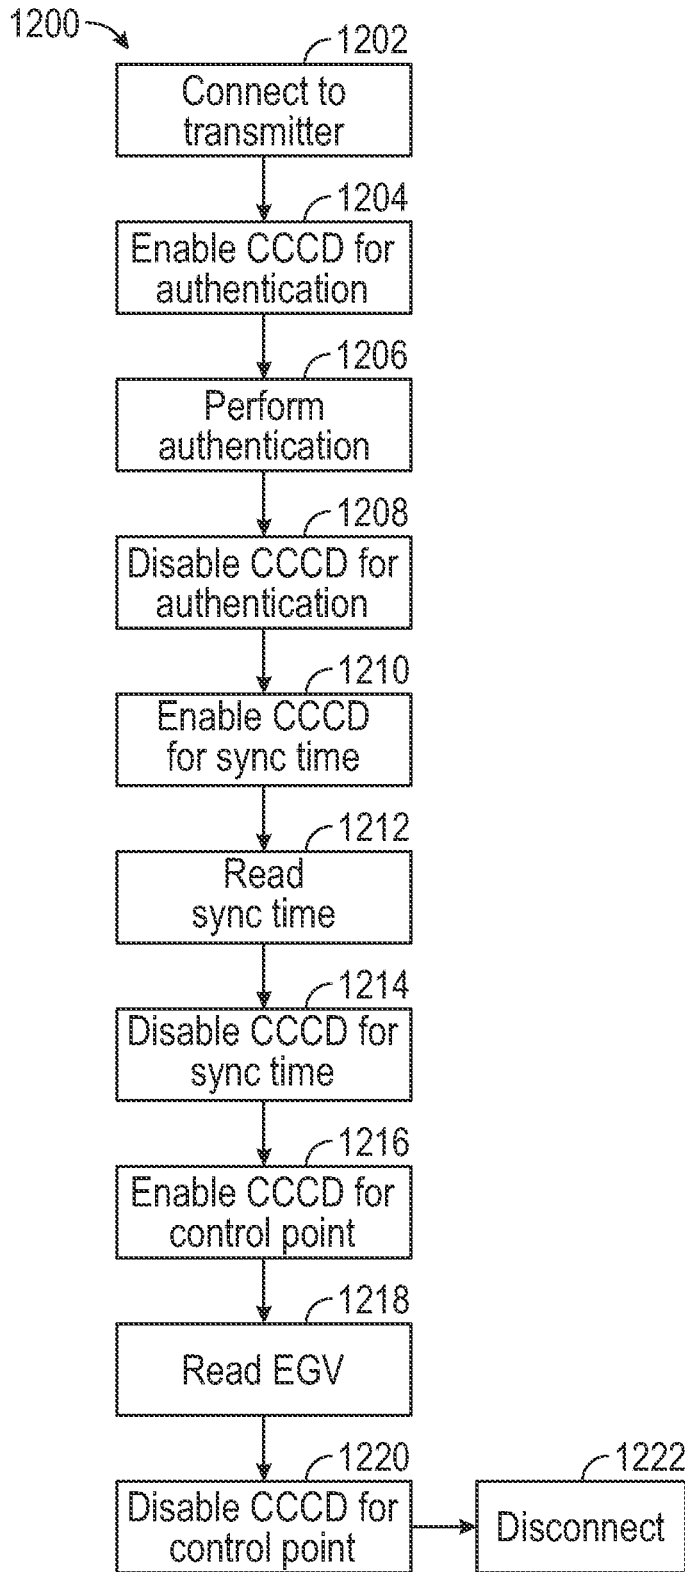 1200
1202
Connect to
transmitter
1204
Enable CCCD for
authentication
1206
Perform
authentication
1208
Disable CCCD for
authentication
1210
Enable CCCD
for sync time
1212
Read
sync time
1214
Disable CCCD for
sync time
1216
Enable CCCD for
control point
1218
Read EGV
1220
Disable CCCD for
control point
1222
Disconnect